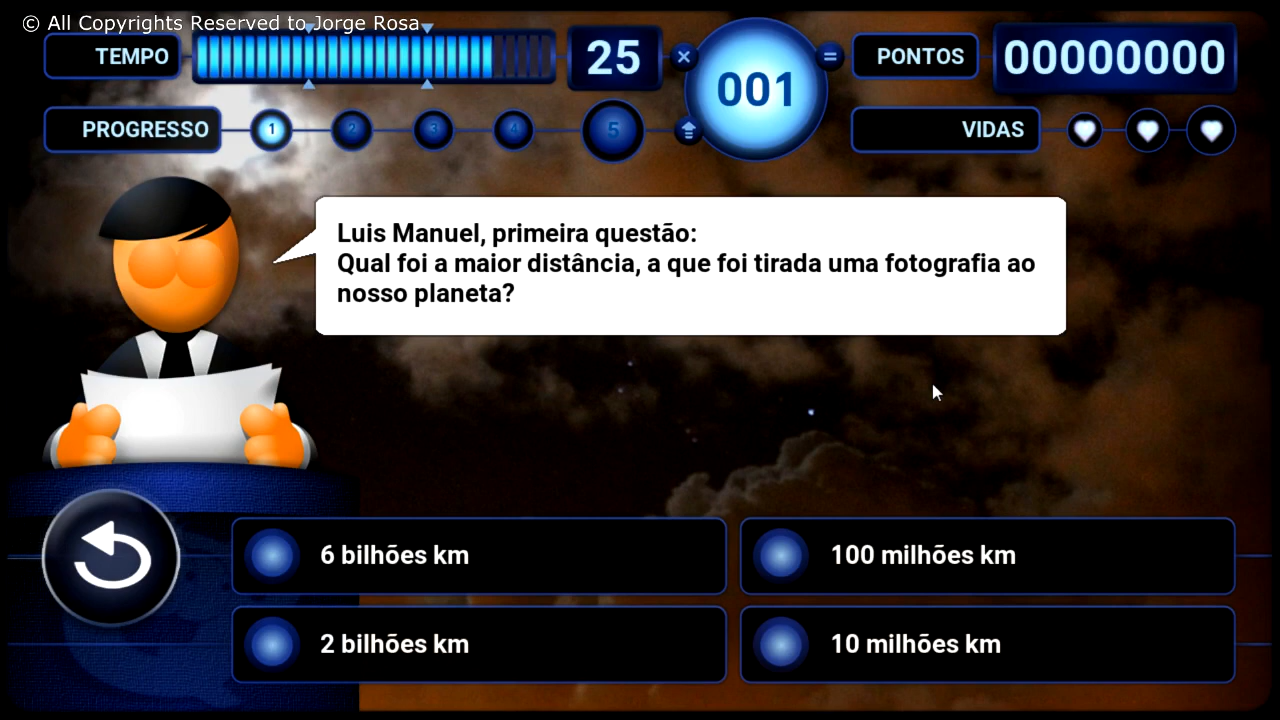 © All Copyrights Reserved to Jorge Rosa
TEMPO
25
001
PONTOS
00000000
PROGRESSO
1
2
3
4
5
VIDAS
Luis Manuel, primeira questão:
Qual foi a maior distância, a que foi tirada uma fotografia ao
nosso planeta?
6 bilhões km
100 milhões km
2 bilhões km
10 milhões km